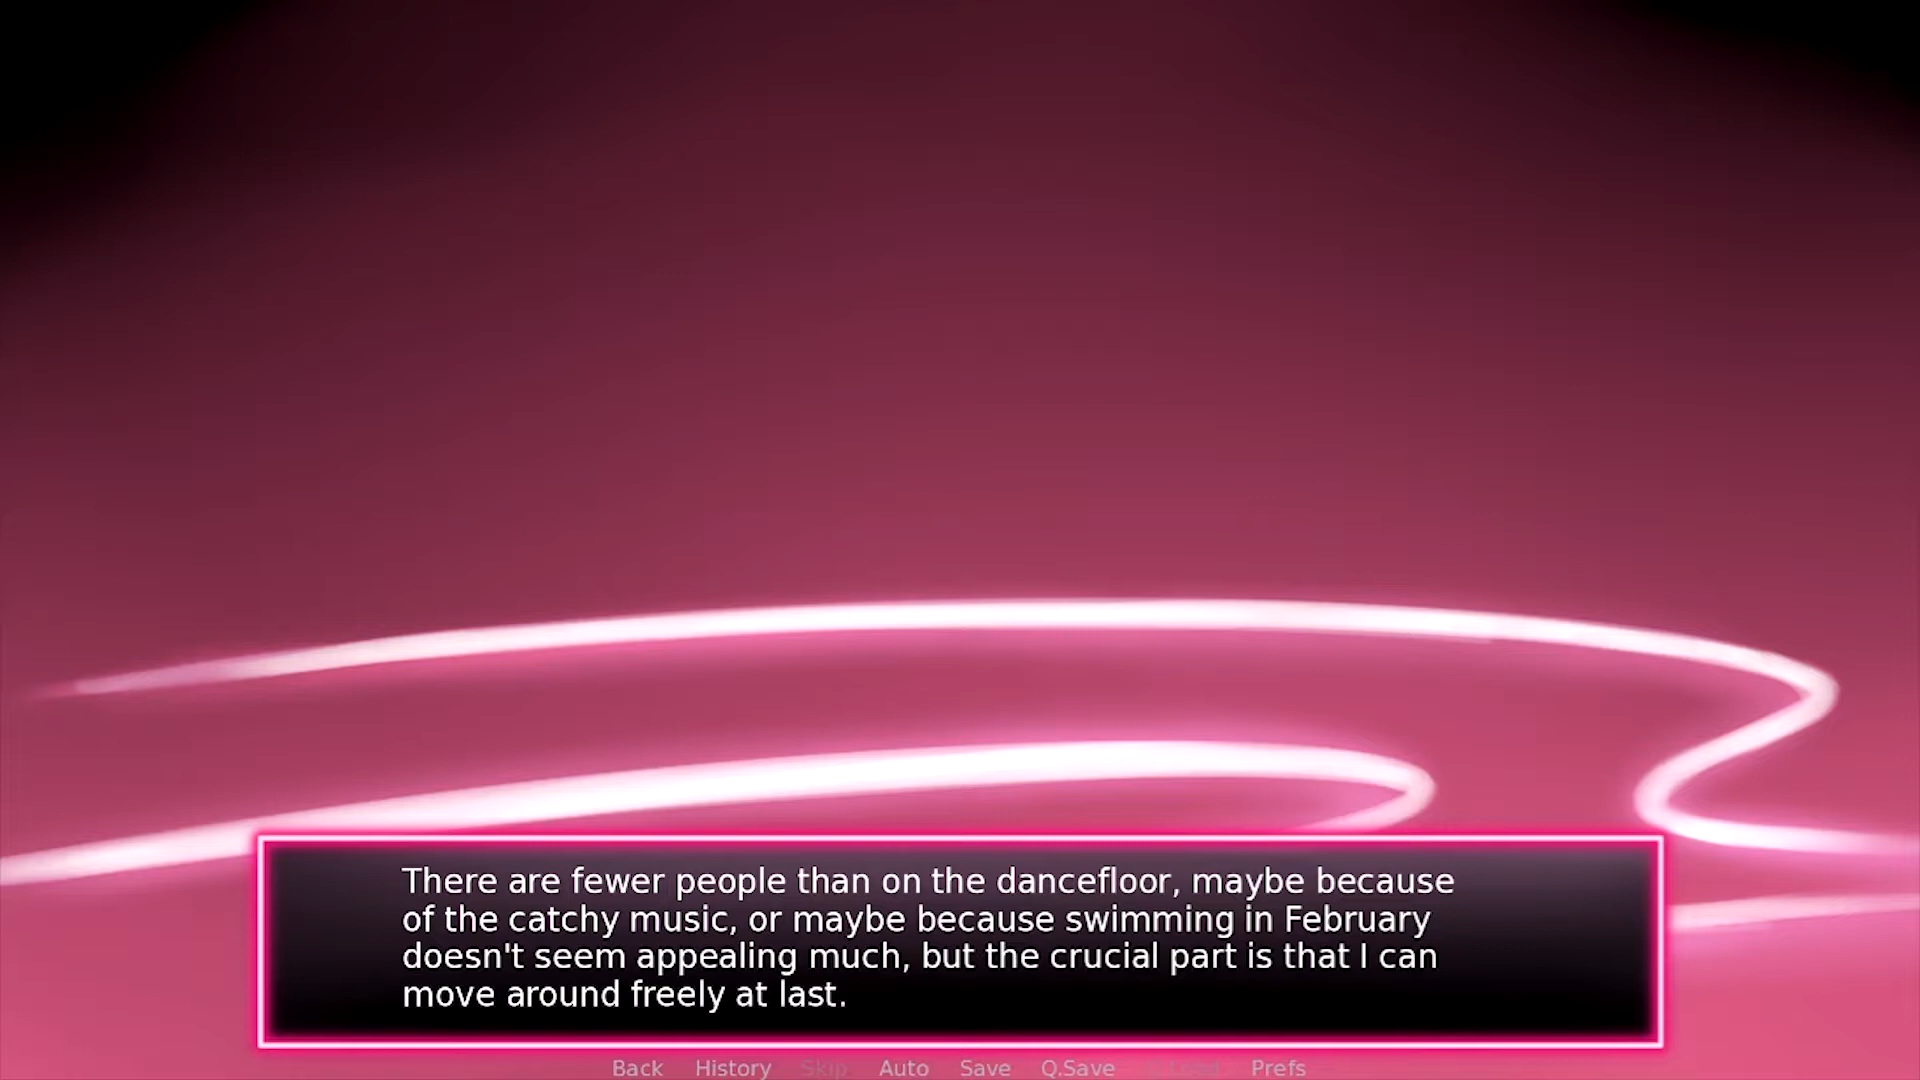 There are fewer people than on the dancefloor, maybe because
of the catchy music, or maybe because swimming in February
doesn't seem appealing much, but the crucial part is that I can
move around freely at last.
Back History Skip Auto Save Q.Save Prefs